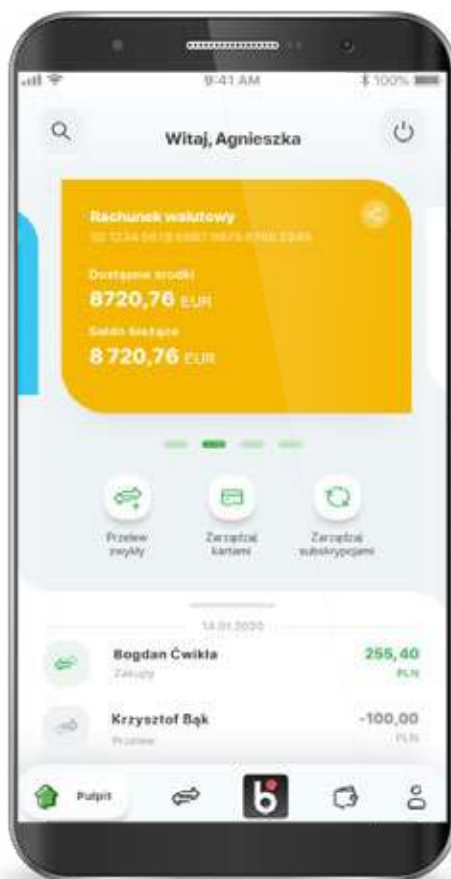 9:41 AM
100%
Witaj, Agnieszka
Rachunek walutowy
Dostępne środki
8720,76 EUR
Saldo bieżące
8 720,76 EUR
Przelew zwykły
Zarządzaj kartami
Zarządzaj subskrypcjami
14.01.2020
Bogdan Ćwikła
255,40
Zakupy
PLN
Krzysztof Bąk
-100,00
Przelew
PLN
Pulpit
b